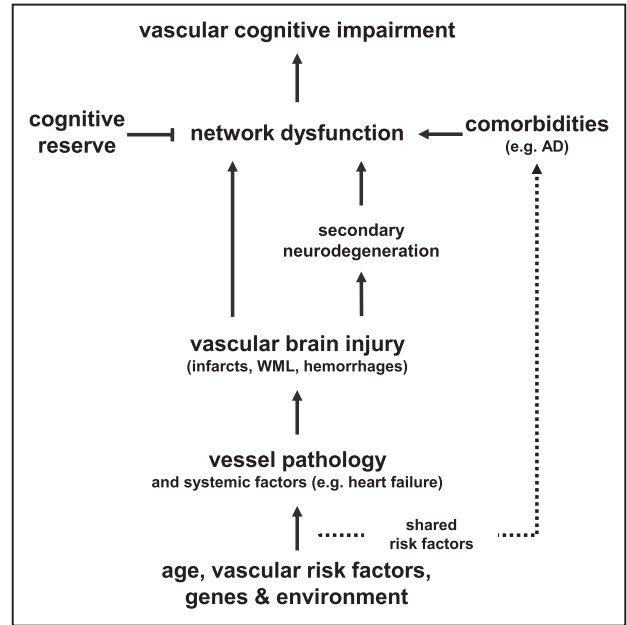 vascular cognitive impairment
cognitive
reserve
network dysfunction
comorbidities
(e.g. AD)
secondary
neurodegeneration
vascular brain injury
(infarcts, WML, hemorrhages)
vessel pathology
and systemic factors (e.g. heart failure)
shared
risk factors
age, vascular risk factors,
genes & environment